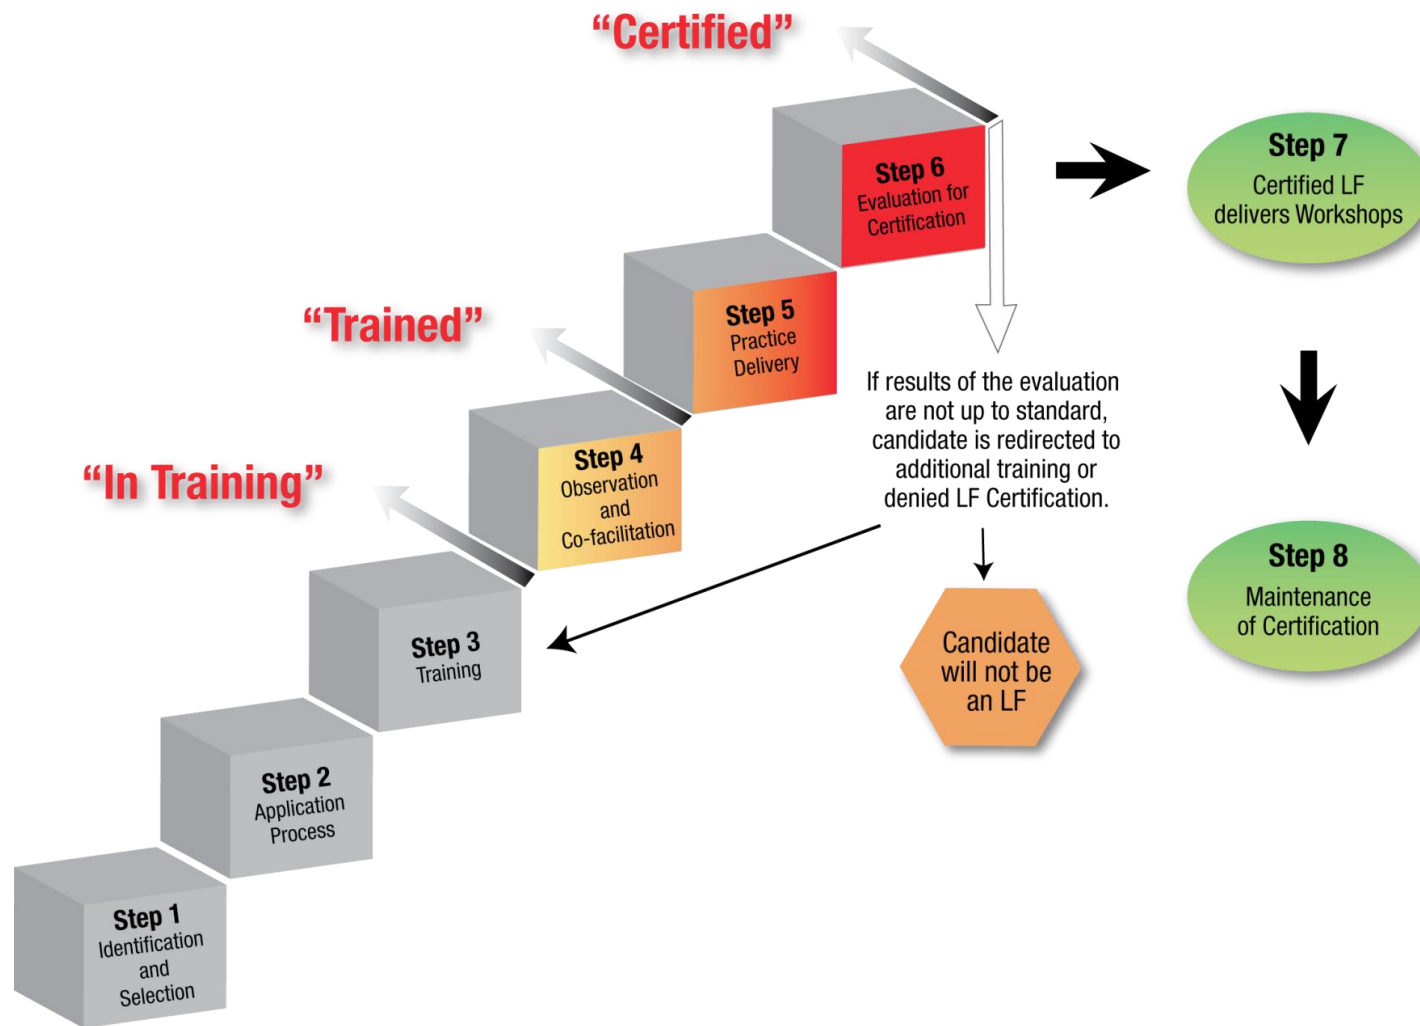 “Certified”
Step 6
Evaluation for
Certification
Step 7
Certified LF
delivers Workshops
“Trained”
Step 5
Practice
Delivery
If results of the evaluation
are not up to standard,
candidate is redirected to
additional training or
denied LF Certification.
“In Training”
Step 4
Observation
and
Co-facilitation
Step 8
Maintenance
of Certification
Step 3
Training
Candidate
will not be
an LF
Step 2
Application
Process
Step 1
Identification
and
Selection